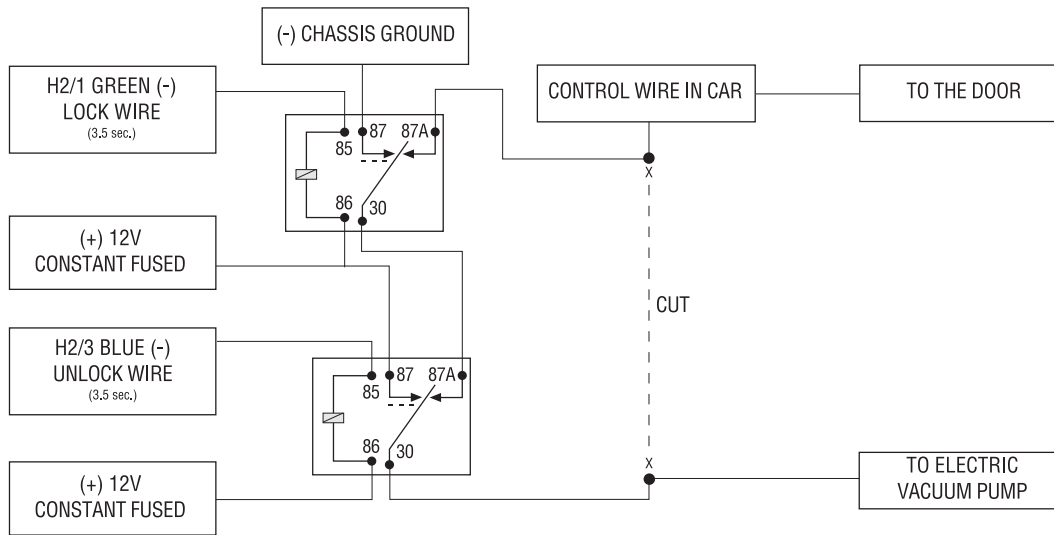 (-) CHASSIS GROUND
H2/1 GREEN (-)
LOCK WIRE
(3.5 sec.)
CONTROL WIRE IN CAR
TO THE DOOR
87
87A
85
86
30
X
(+) 12V
CONSTANT FUSED
CUT
H2/3 BLUE (-)
UNLOCK WIRE
(3.5 sec.)
87
87A
85
86
30
X
(+) 12V
CONSTANT FUSED
TO ELECTRIC
VACUUM PUMP